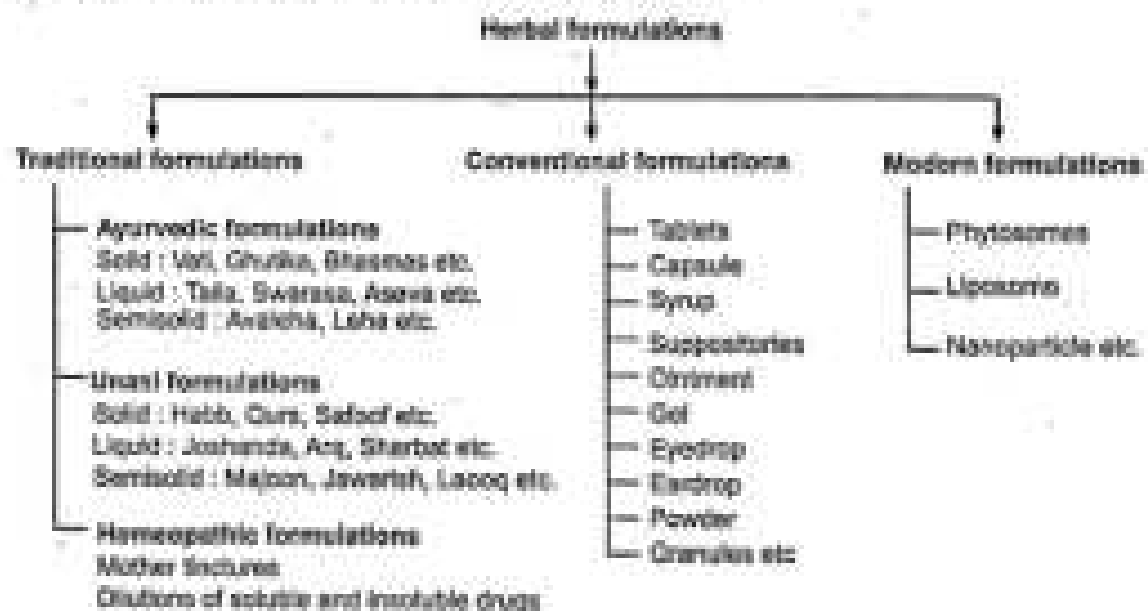 Herbal formulations
Traditional formulations
Ayurvedic formulations
Solid : Vati, Ghutika, Bhasmas etc.
Liquid : Taila, Swarasa, Asava etc.
Semisolid : Avaleha, Leha etc.
Unani formulations
Solid : Habb, Qurs, Safoof etc.
Liquid : Joshanda, Arq, Sharbat etc.
Semisolid : Majoon, Jawarish, Laooq etc.
Homeopathic formulations
Mother tinctures
Dilutions of soluble and insoluble drugs
Conventional formulations
Tablets
Capsule
Syrup
Suppositories
Ointment
Gel
Eyedrop
Eardrop
Powder
Granules etc
Modern formulations
Phytosomes
Liposoms
Nanoparticle etc.